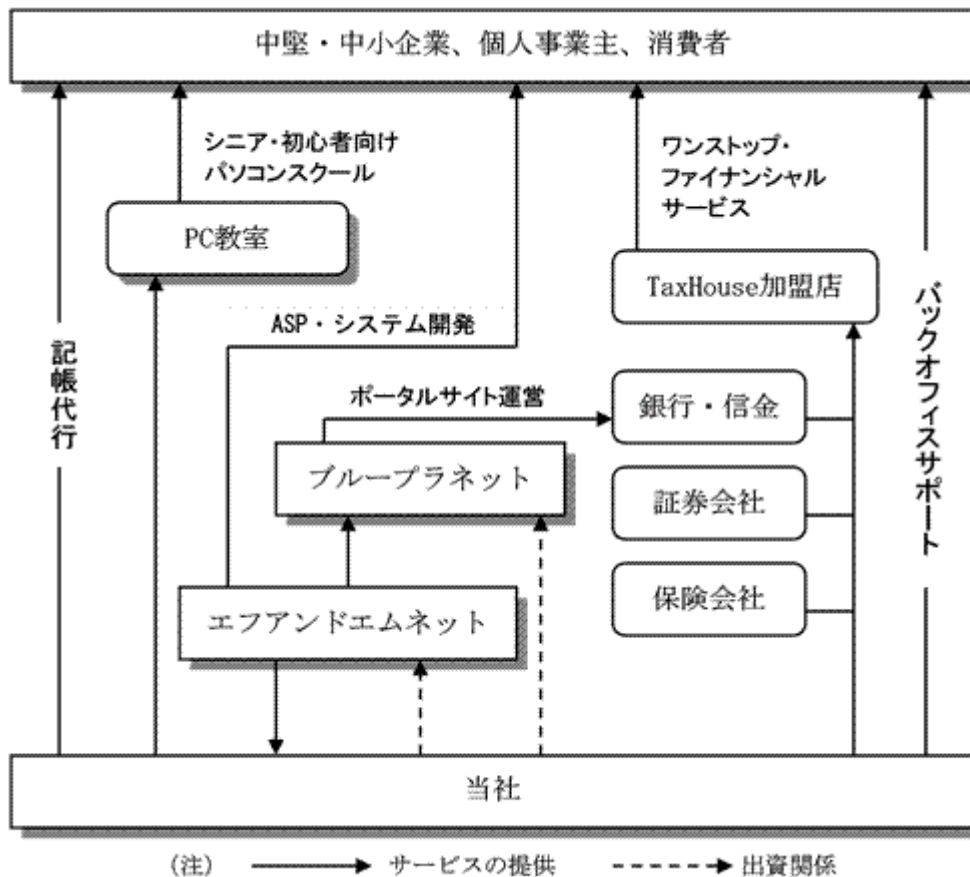 中堅・中小企業、個人事業主、消費者
シニア・初心者向け
パソコンスクール
ワンストップ・
ファイナンシャル
サービス
PC教室
TaxHouse加盟店
ASP・システム開発
記帳代行
バックオフィスサポート
ポータルサイト運営
銀行・信金
ブループラネット
証券会社
エフアンドエムネット
保険会社
当社
(注) サービスの提供 出資関係